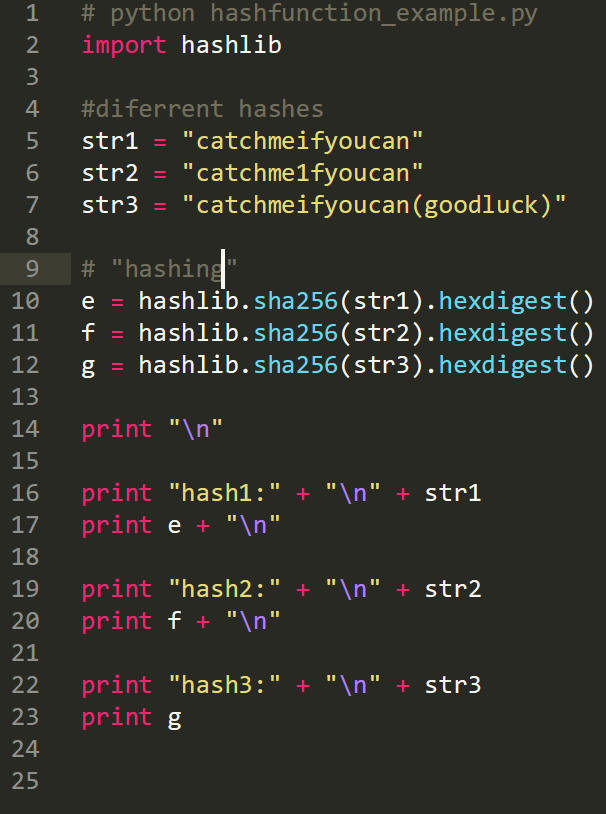 1 # python hashfunction_example.py
2 import hashlib
3
4 #diferrent hashes
5 str1 = "catchmeifyoucan"
6 str2 = "catchme1fyoucan"
7 str3 = "catchmeifyoucan(goodluck)"
8
9 # "hashing"
10 e = hashlib.sha256(str1).hexdigest()
11 f = hashlib.sha256(str2).hexdigest()
12 g = hashlib.sha256(str3).hexdigest()
13
14 print "\n"
15
16 print "hash1:" + "\n" + str1
17 print e + "\n"
18
19 print "hash2:" + "\n" + str2
20 print f + "\n"
21
22 print "hash3:" + "\n" + str3
23 print g
24
25